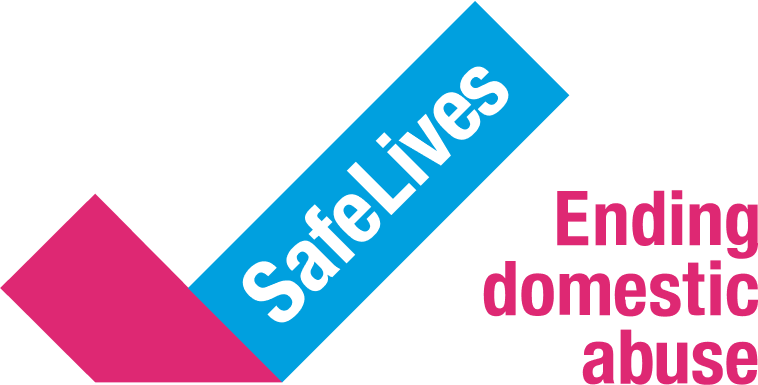 SafeLives
Ending
domestic
abuse